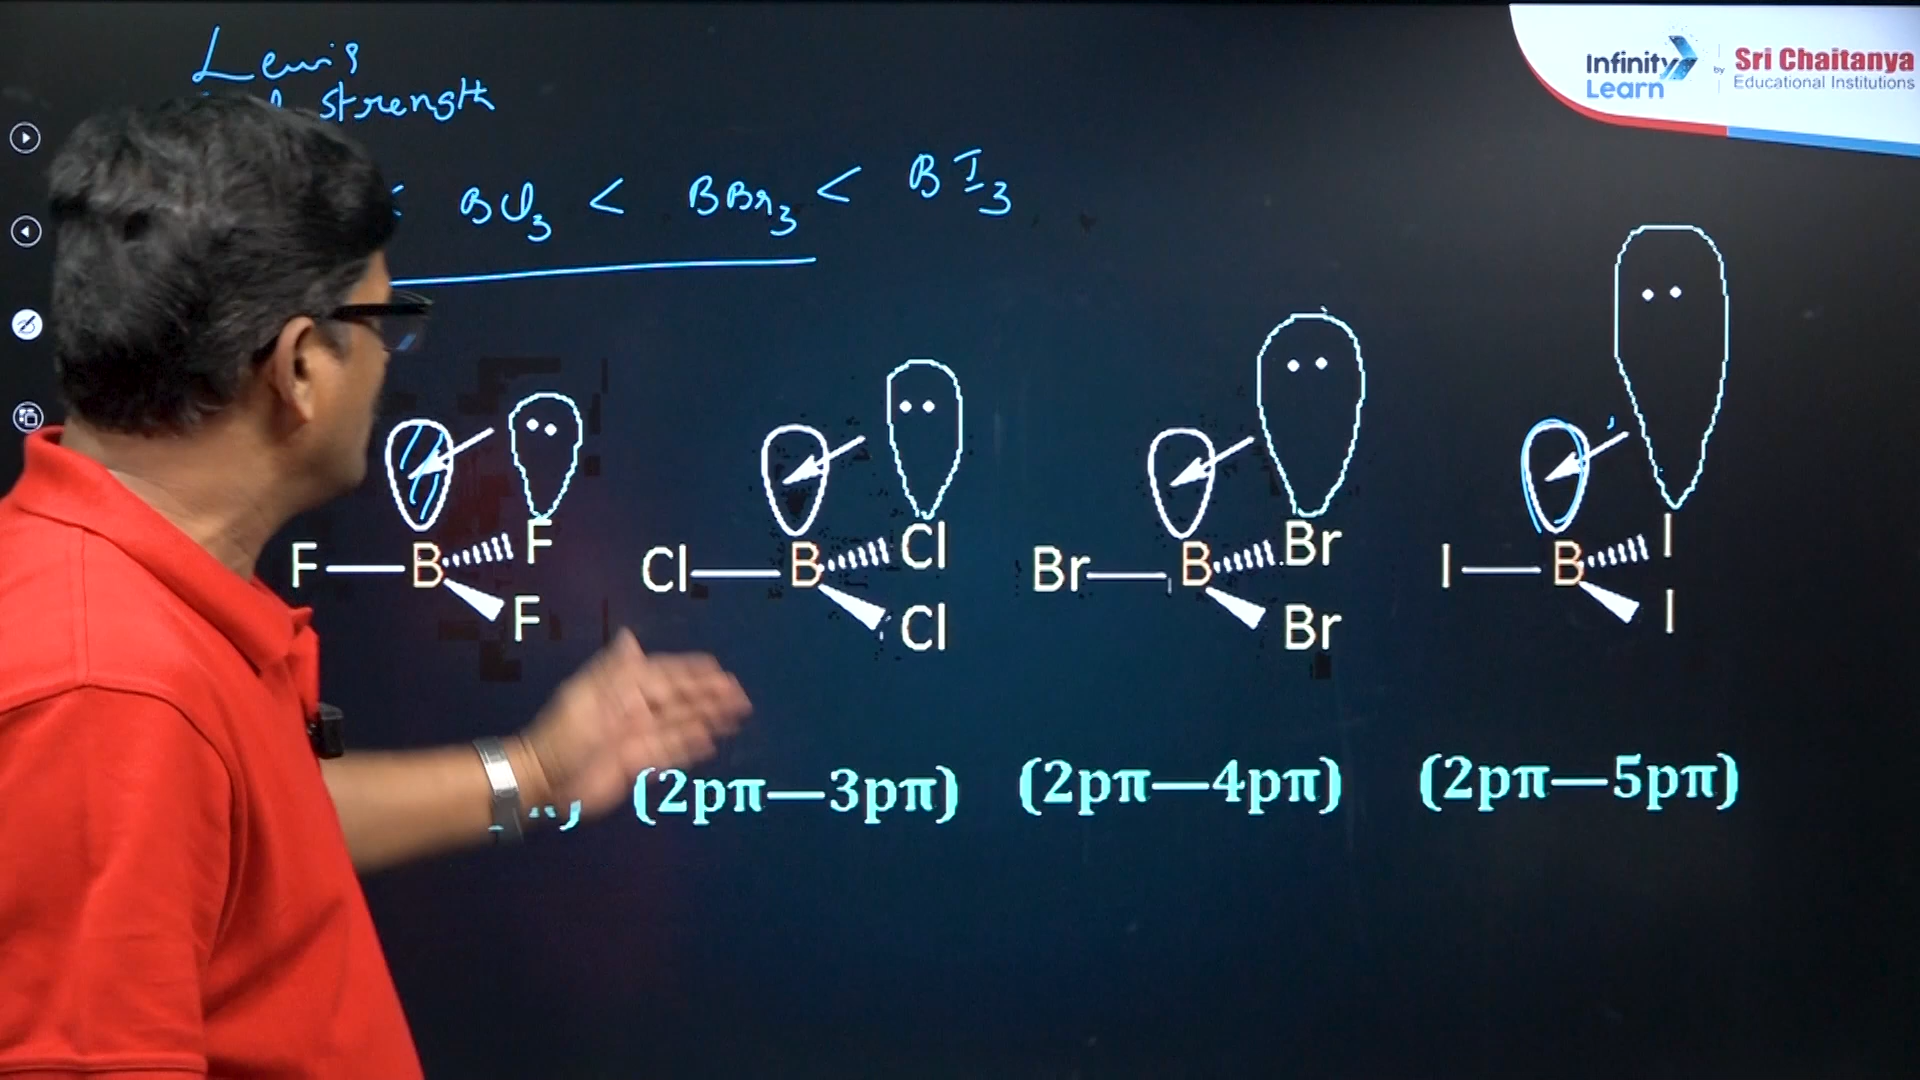 Infinity Learn by Sri Chaitanya Educational Institutions
Lewis
strength
< BCl3 < BBr3 < BI3
F B F F
Cl B Cl Cl
Br B Br Br
I B I I
(2pπ—3pπ) (2pπ—4pπ) (2pπ—5pπ)